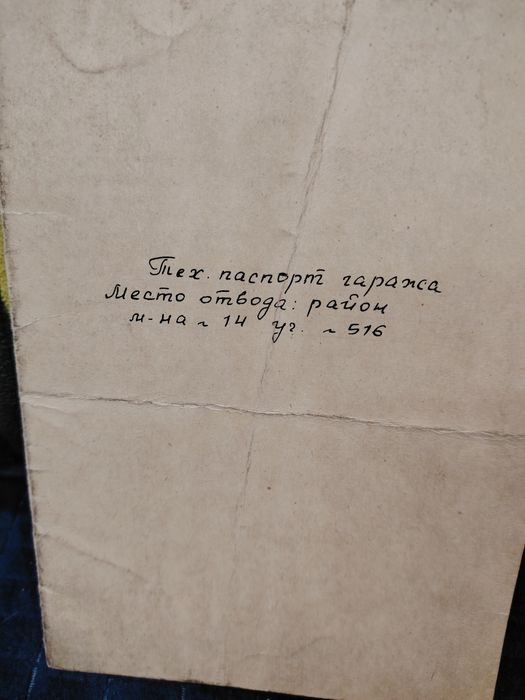 Тех. паспорт гаража
Место отвода: район
м-на ~ 14 уг. ~ 516